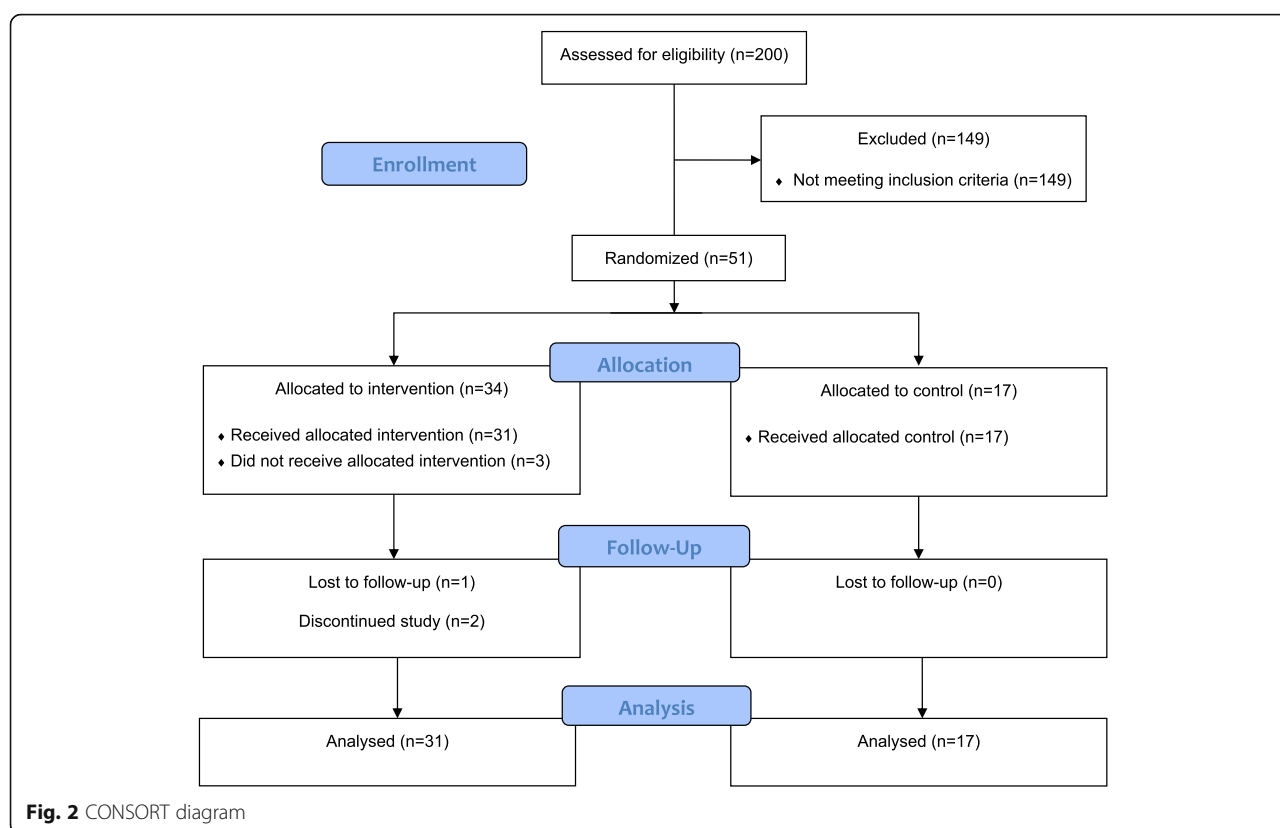 Assessed for eligibility (n=200)
Excluded (n=149)
♦ Not meeting inclusion criteria (n=149)
Enrollment
Randomized (n=51)
Allocation
Allocated to intervention (n=34)
♦ Received allocated intervention (n=31)
♦ Did not receive allocated intervention (n=3)
Allocated to control (n=17)
♦ Received allocated control (n=17)
Follow-Up
Lost to follow-up (n=1)
Discontinued study (n=2)
Lost to follow-up (n=0)
Analysis
Analysed (n=31)
Analysed (n=17)
Fig. 2 CONSORT diagram